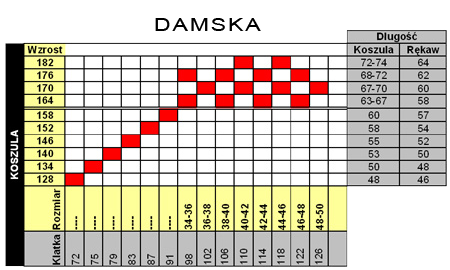 DAMSKA
Długość
Wzrost Koszula Rękaw
182 72-74 64
176 68-72 62
170 67-70 60
164 63-67 58
158 60 57
152 58 54
146 55 52
140 53 50
134 50 48
128 48 46
KOSZULA
Rozmiar ---- ---- ---- ---- ---- ---- 34-36 36-38 38-40 40-42 42-44 44-46 46-48 48-50
Klatka 72 75 79 83 87 91 98 102 106 110 114 118 122 126